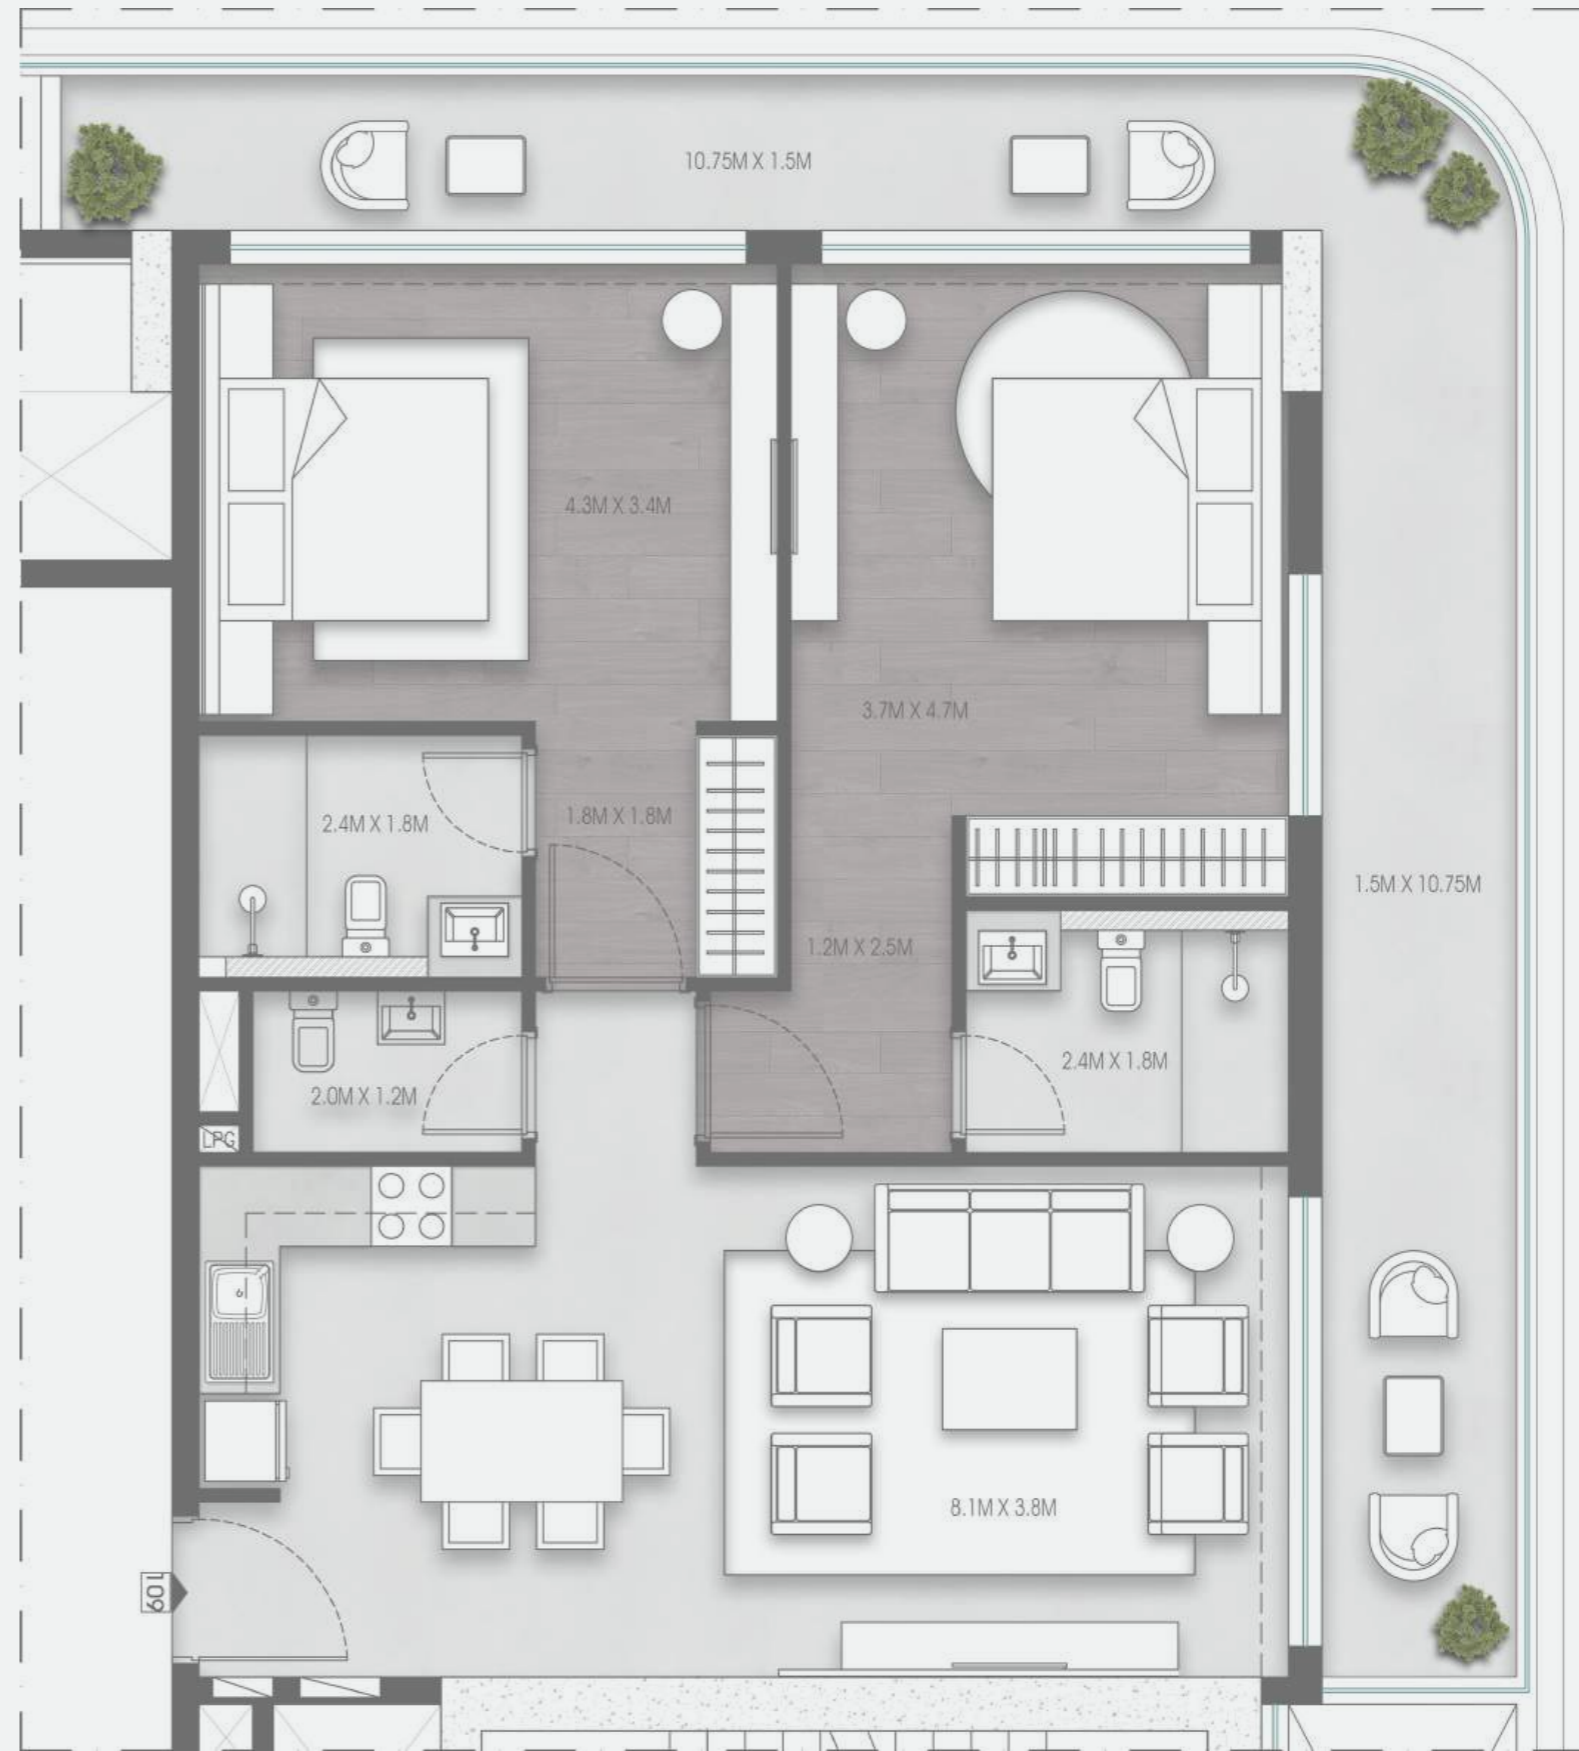 10.75M X 1.5M
4.3M X 3.4M
3.7M X 4.7M
2.4M X 1.8M
1.8M X 1.8M
1.5M X 10.75M
1.2M X 2.5M
2.4M X 1.8M
2.0M X 1.2M
LPG
8.1M X 3.8M
109